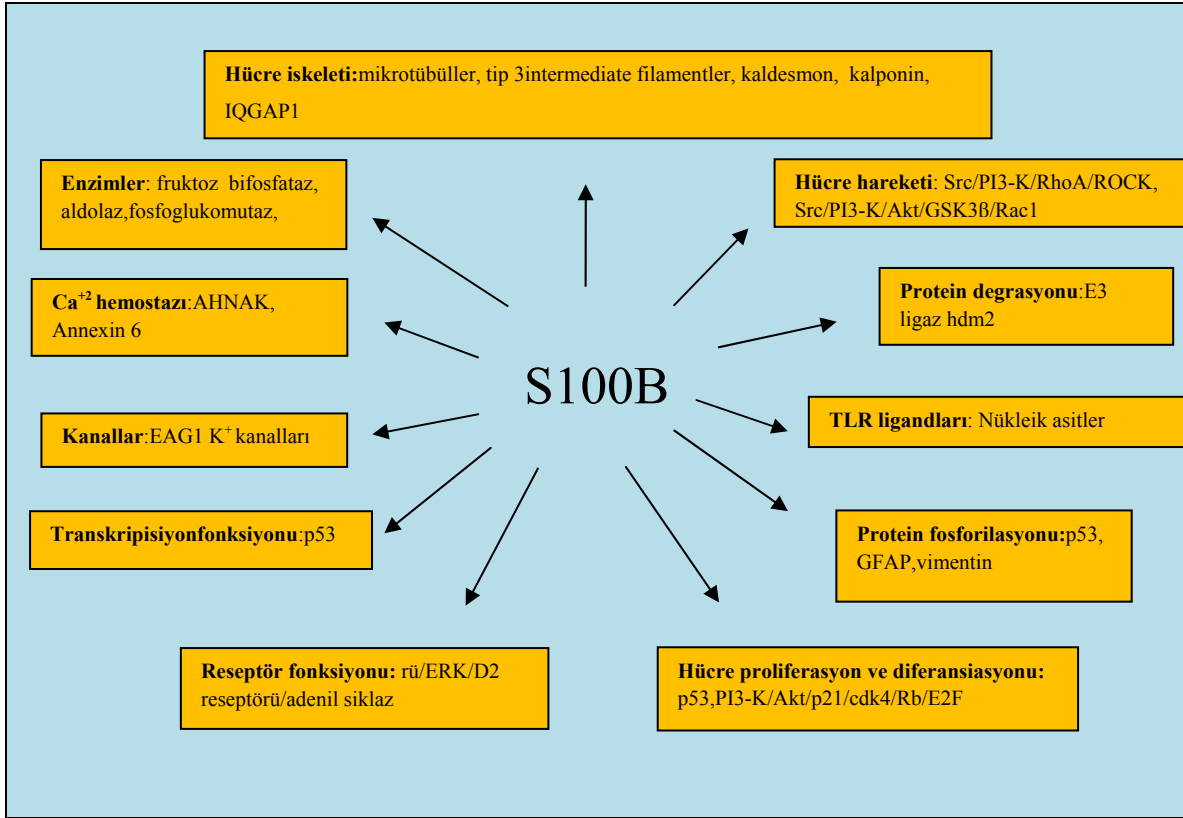 Hücre iskeleti:mikrotübüller, tip 3intermediate filamentler, kaldesmon, kalponin,
IQGAP1
Enzimler: fruktoz bifosfataz,
aldolaz,fosfoglukomutaz,
Hücre hareketi: Src/PI3-K/RhoA/ROCK,
Src/PI3-K/Akt/GSK3ß/Rac1
Ca+2 hemostazı:AHNAK,
Annexin 6
Protein degrasyonu:E3
ligaz hdm2
S100B
Kanallar:EAG1 K+ kanalları
TLR ligandları: Nükleik asitler
Transkripisiyonfonksiyonu:p53
Protein fosforilasyonu:p53,
GFAP,vimentin
Reseptör fonksiyonu: rü/ERK/D2
reseptörü/adenil siklaz
Hücre proliferasyon ve diferansiasyonu:
p53,PI3-K/Akt/p21/cdk4/Rb/E2F